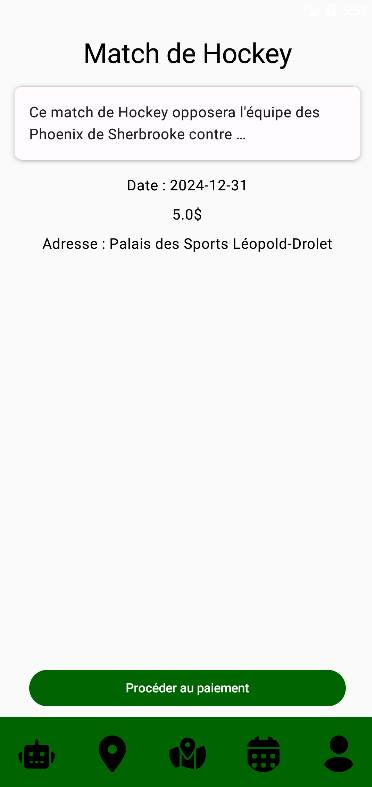 Match de Hockey
Ce match de Hockey opposera l'équipe des
Phoenix de Sherbrooke contre ...
Date : 2024-12-31
5.0$
Adresse : Palais des Sports Léopold-Drolet
Procéder au paiement